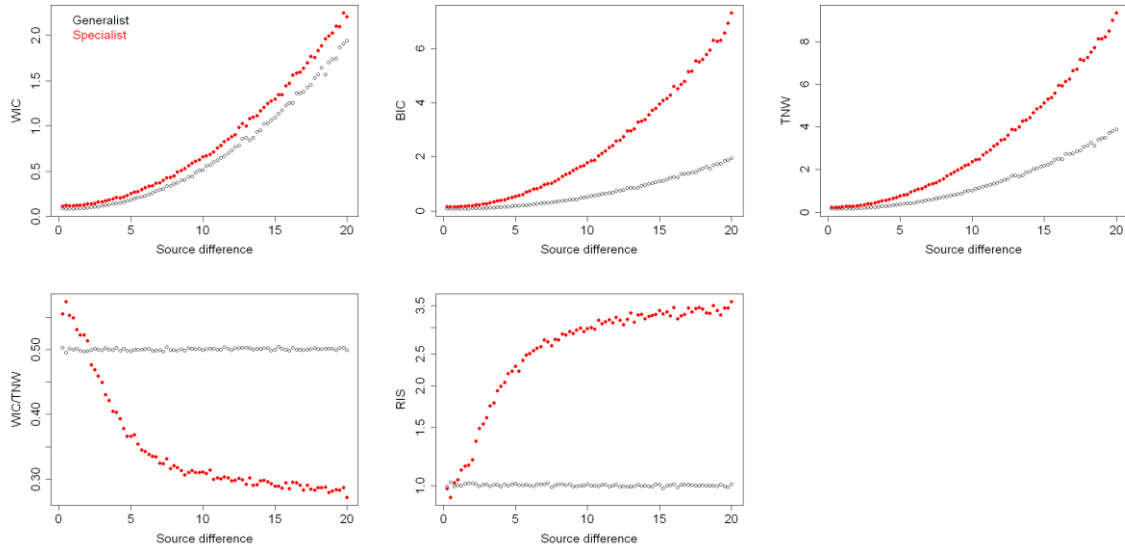 Generalist
Specialist
WIC
0.0 0.5 1.0 1.5 2.0
0 5 10 15 20
Source difference
BIC
0 2 4 6
0 5 10 15 20
Source difference
TNW
0 2 4 6 8
0 5 10 15 20
Source difference
WIC/TNW
0.30 0.40 0.50
0 5 10 15 20
Source difference
RIS
1.0 1.5 2.0 2.5 3.5
0 5 10 15 20
Source difference